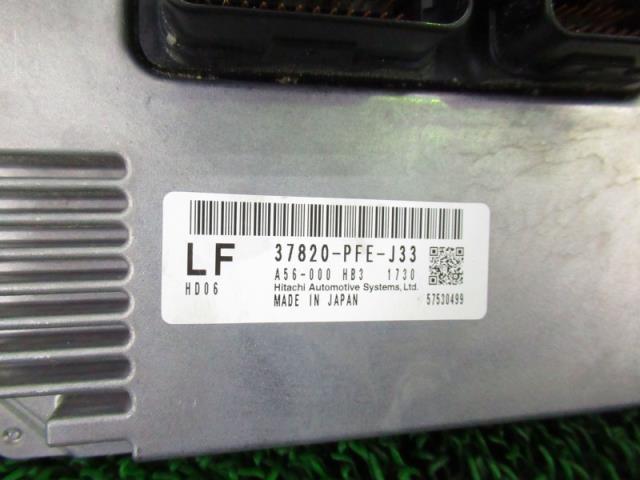 LF 37820-PFE-J33
HD06 A56-000 HB3 1730
Hitachi Automotive Systems, Ltd.
MADE IN JAPAN 57530499